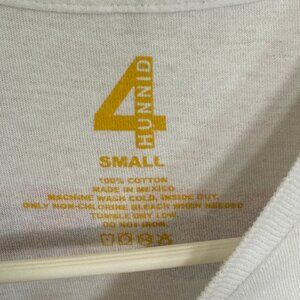 4
HUNNID
SMALL
100% COTTON
MADE IN MEXICO
MACHINE WASH COLD, INSIDE OUT,
ONLY NON-CHLORINE BLEACH WHEN NEEDED
TUMBLE DRY LOW.
DO NOT IRON.